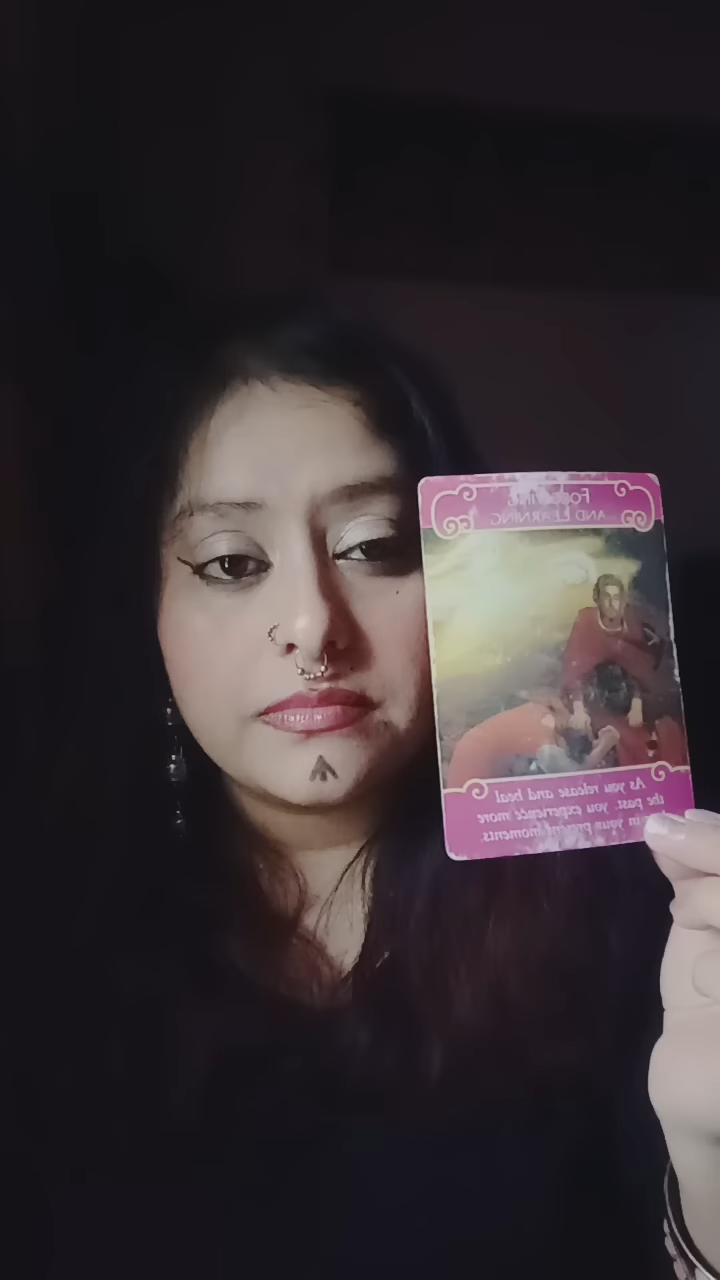 AND LEARNING
As you release and heal
the past, you experience more
in your present moments.